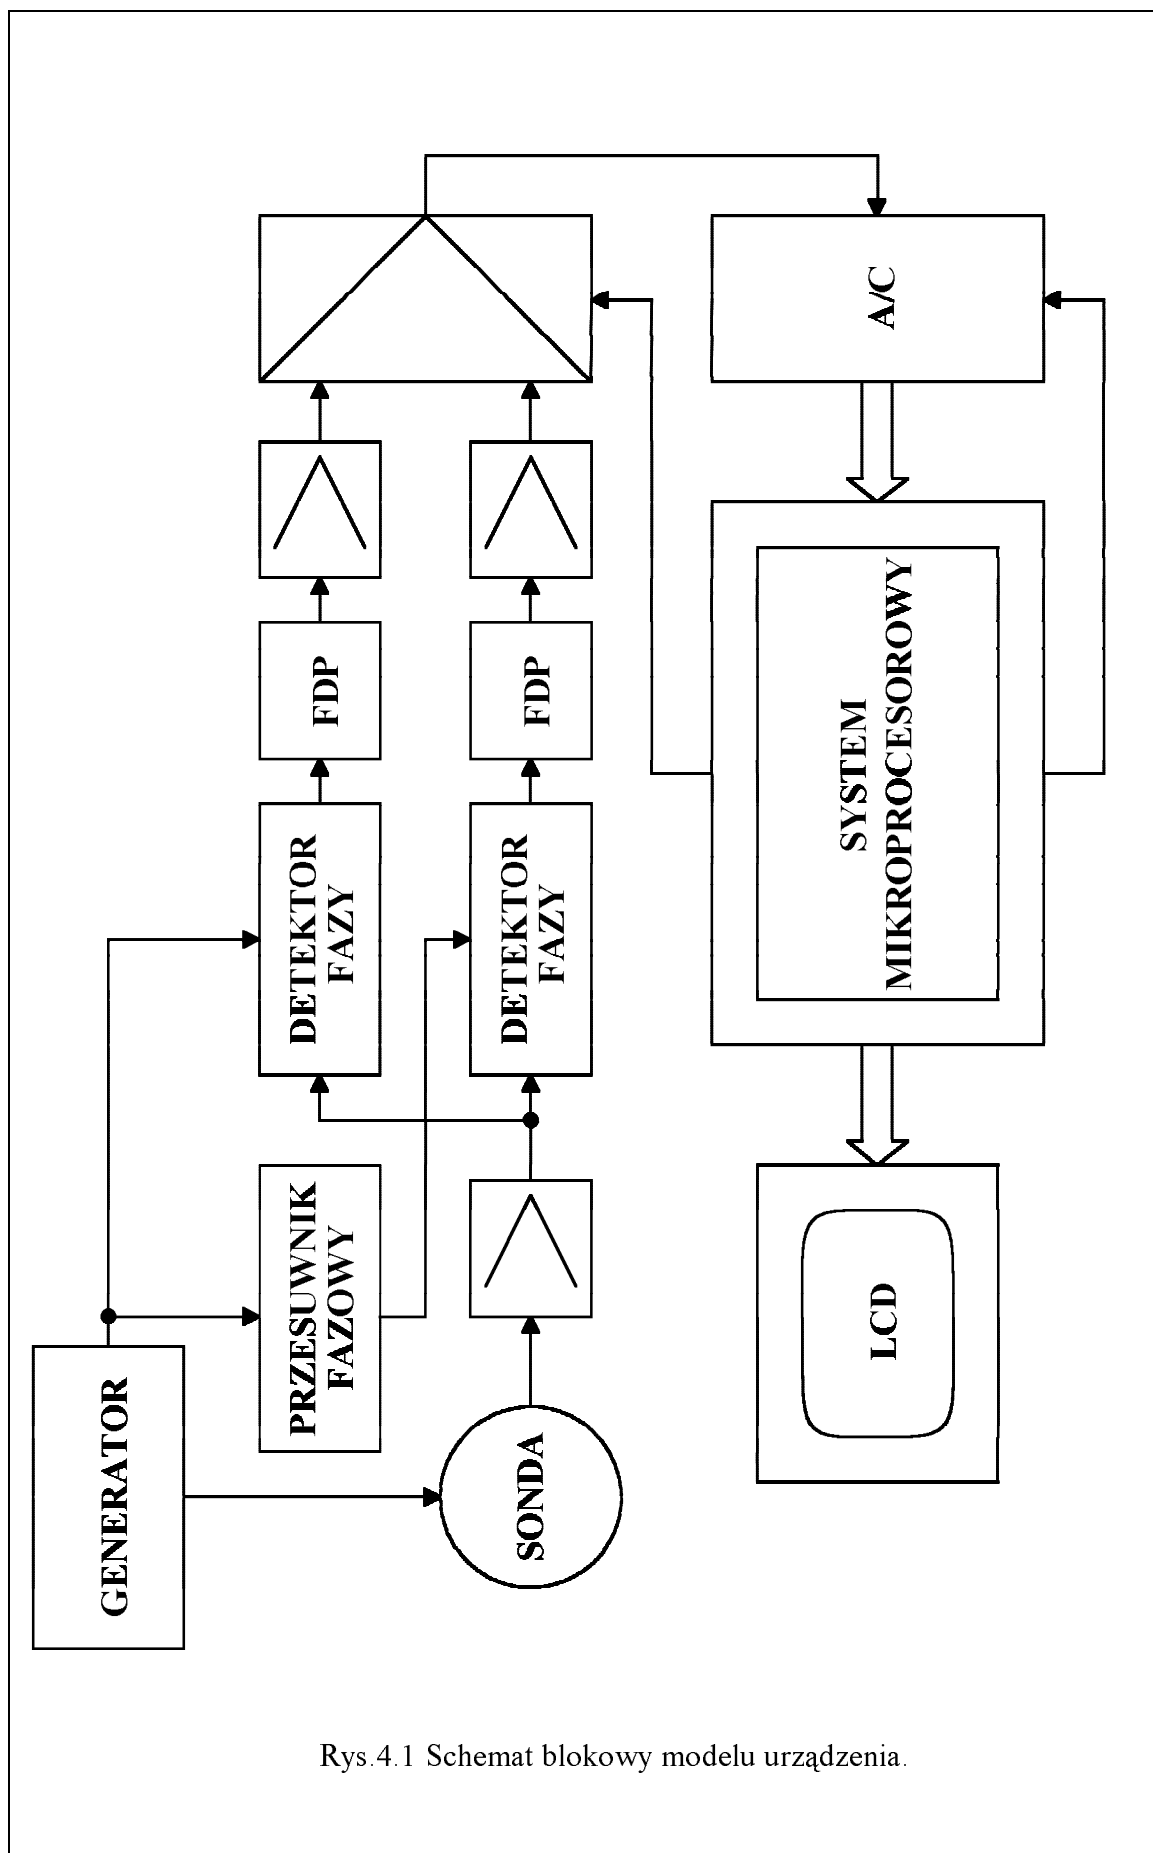 GENERATOR
PRZESUWNIK
FAZOWY
SONDA
DETEKTOR
FAZY
DETEKTOR
FAZY
FDP
FDP
A/C
SYSTEM
MIKROPROCESOROWY
LCD
Rys.4.1 Schemat blokowy modelu urządzenia.